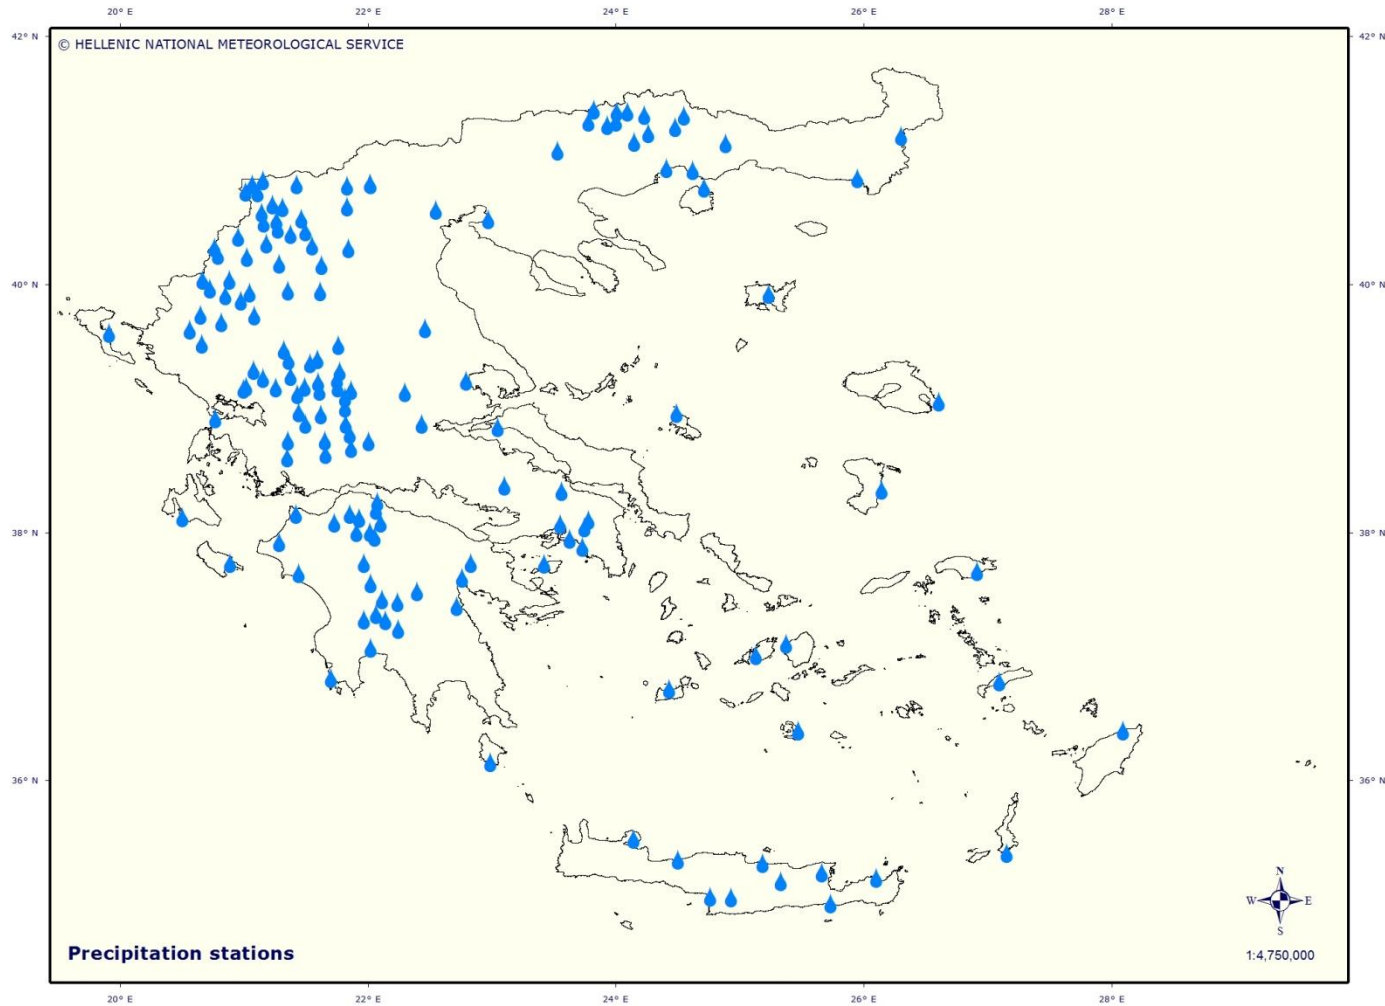 20° E 22° E 24° E 26° E 28° E
42° N 42° N
© HELLENIC NATIONAL METEOROLOGICAL SERVICE
40° N 40° N
38° N 38° N
36° N 36° N
N
W E
S
Precipitation stations 1:4,750,000
20° E 22° E 24° E 26° E 28° E